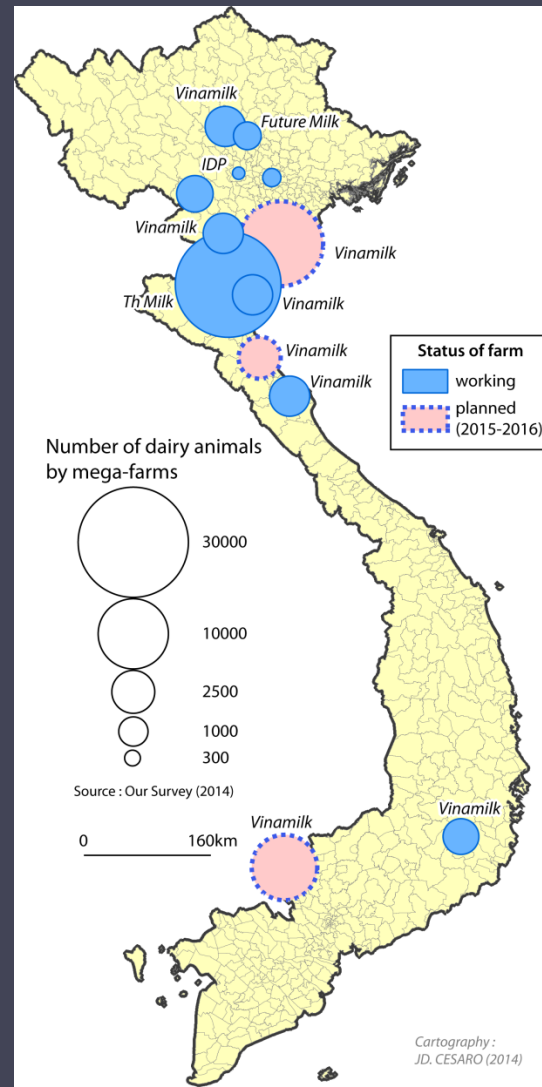 Vinamilk
Future Milk
IDP
Vinamilk
Vinamilk
Th Milk
Vinamilk
Vinamilk
Vinamilk
Status of farm
working
planned
(2015-2016)
Number of dairy animals
by mega-farms
30000
10000
2500
1000
300
Source : Our Survey (2014)
0 160km
Vinamilk
Vinamilk
Cartography :
JD. CESARO (2014)